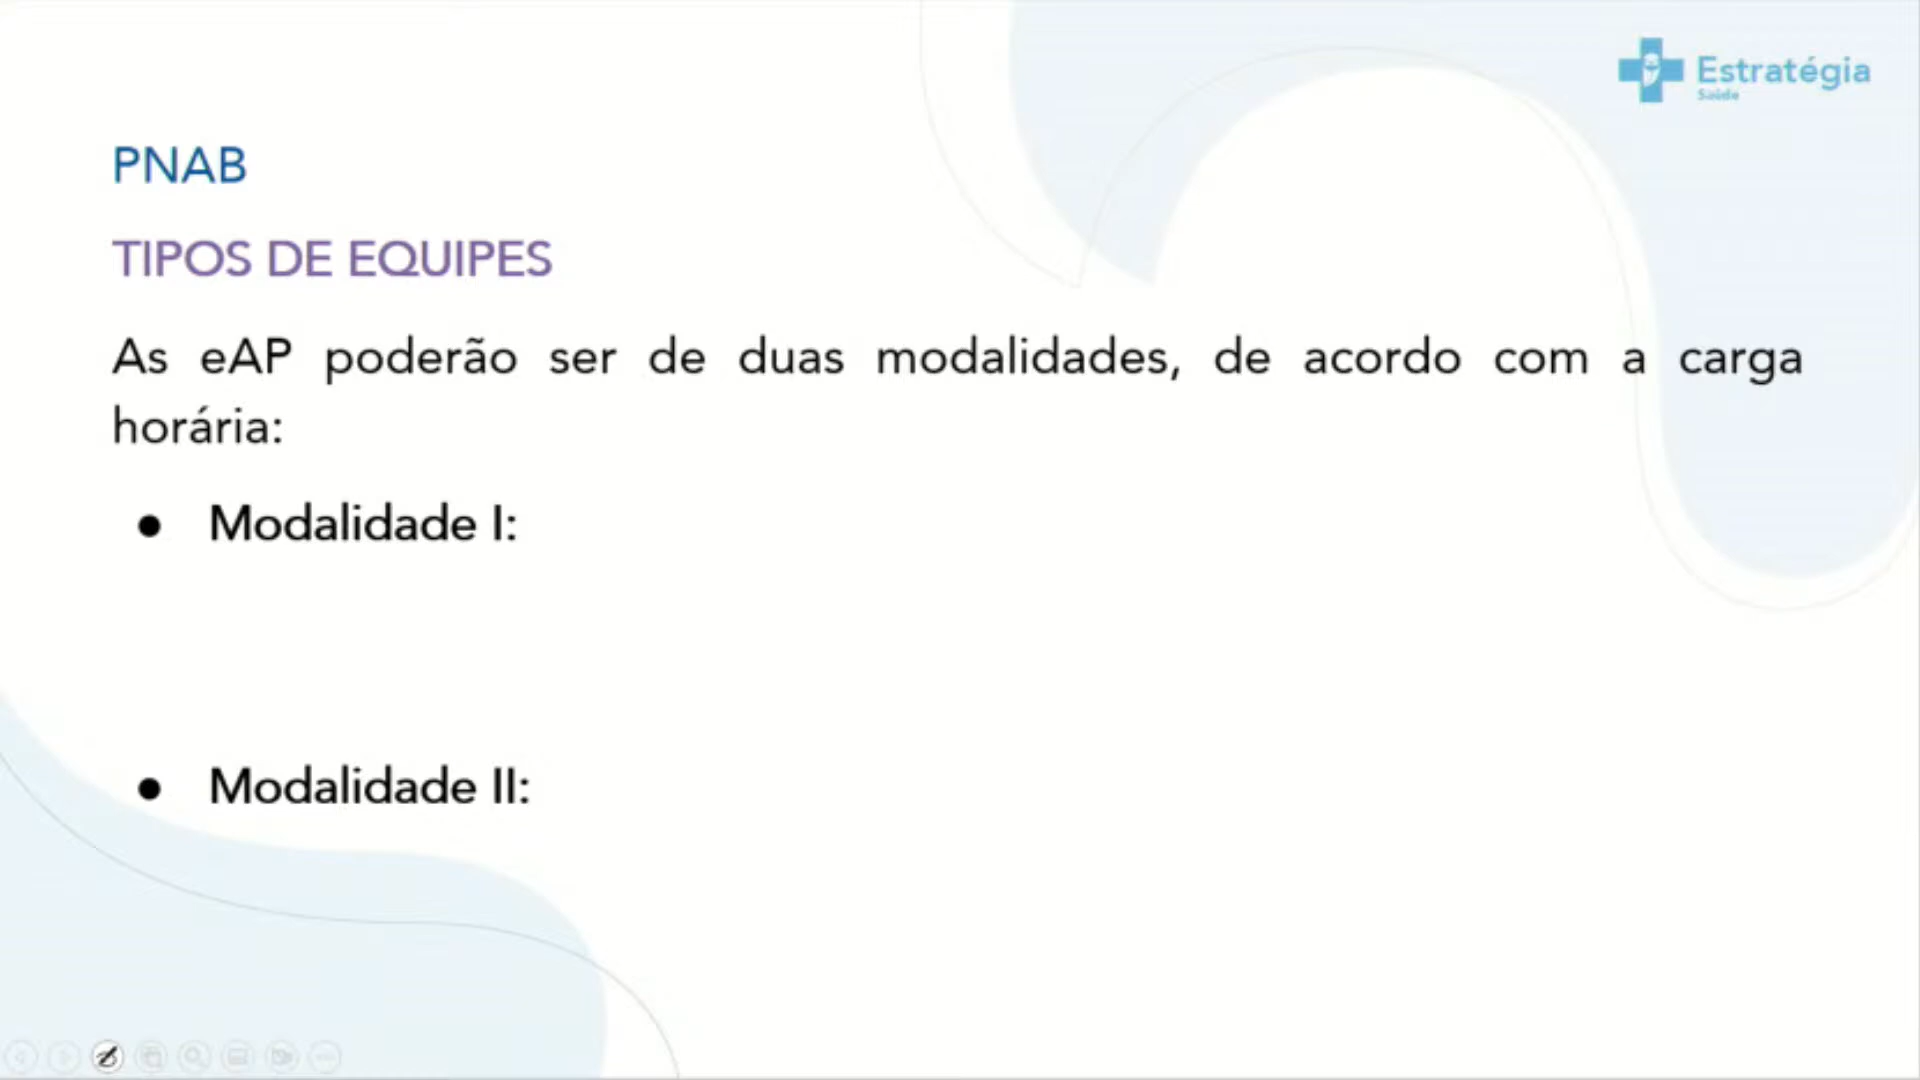 Estratégia
Saúde
PNAB
TIPOS DE EQUIPES
As eAP poderão ser de duas modalidades, de acordo com a carga
horária:
● Modalidade I:
● Modalidade II: